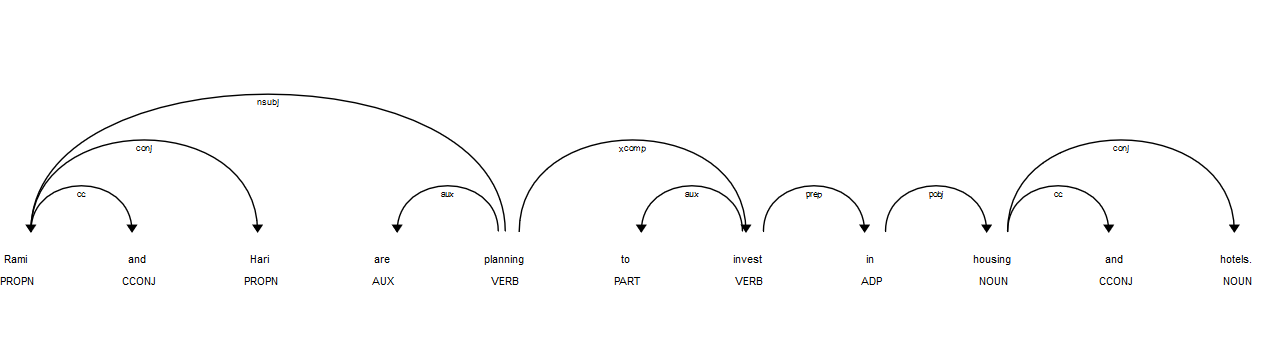 nsubj
conj xcomp conj
cc aux aux prep pobj cc
Rami and Hari are planning to invest in housing and hotels.
PROPN CCONJ PROPN AUX VERB PART VERB ADP NOUN CCONJ NOUN